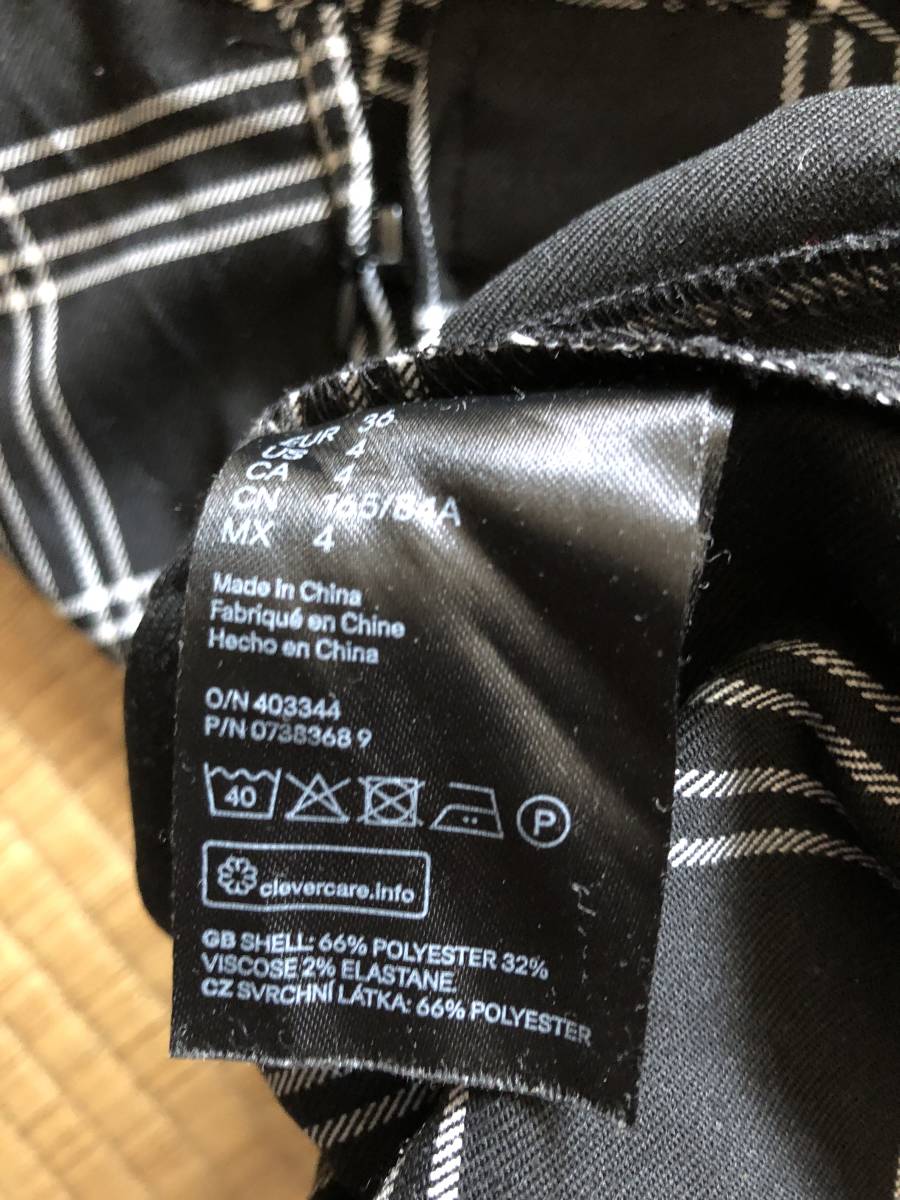 EUR 36
US 4
CA 4
CN 165/84A
MX 4
Made in China
Fabriqué en Chine
Hecho en China
O/N 403344
P/N 0738368 9
40
P
clevercare.info
GB SHELL: 66% POLYESTER 32%
VISCOSE 2% ELASTANE.
CZ SVRCHNÍ LÁTKA: 66% POLYESTER